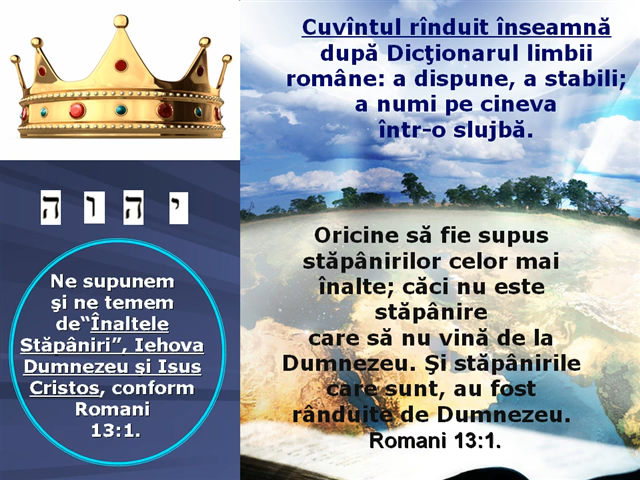 Cuvîntul rînduit înseamnă
după Dicţionarul limbii
române: a dispune, a stabili;
a numi pe cineva
într-o slujbă.
יהוה
Ne supunem
şi ne temem
de“Înaltele
Stăpâniri”, Iehova
Dumnezeu şi Isus
Cristos, conform
Romani
13:1.
Oricine să fie supus
stăpânirilor celor mai
înalte; căci nu este
stăpânire
care să nu vină de la
Dumnezeu. Şi stăpânirile
care sunt, au fost
rânduite de Dumnezeu.
Romani 13:1.